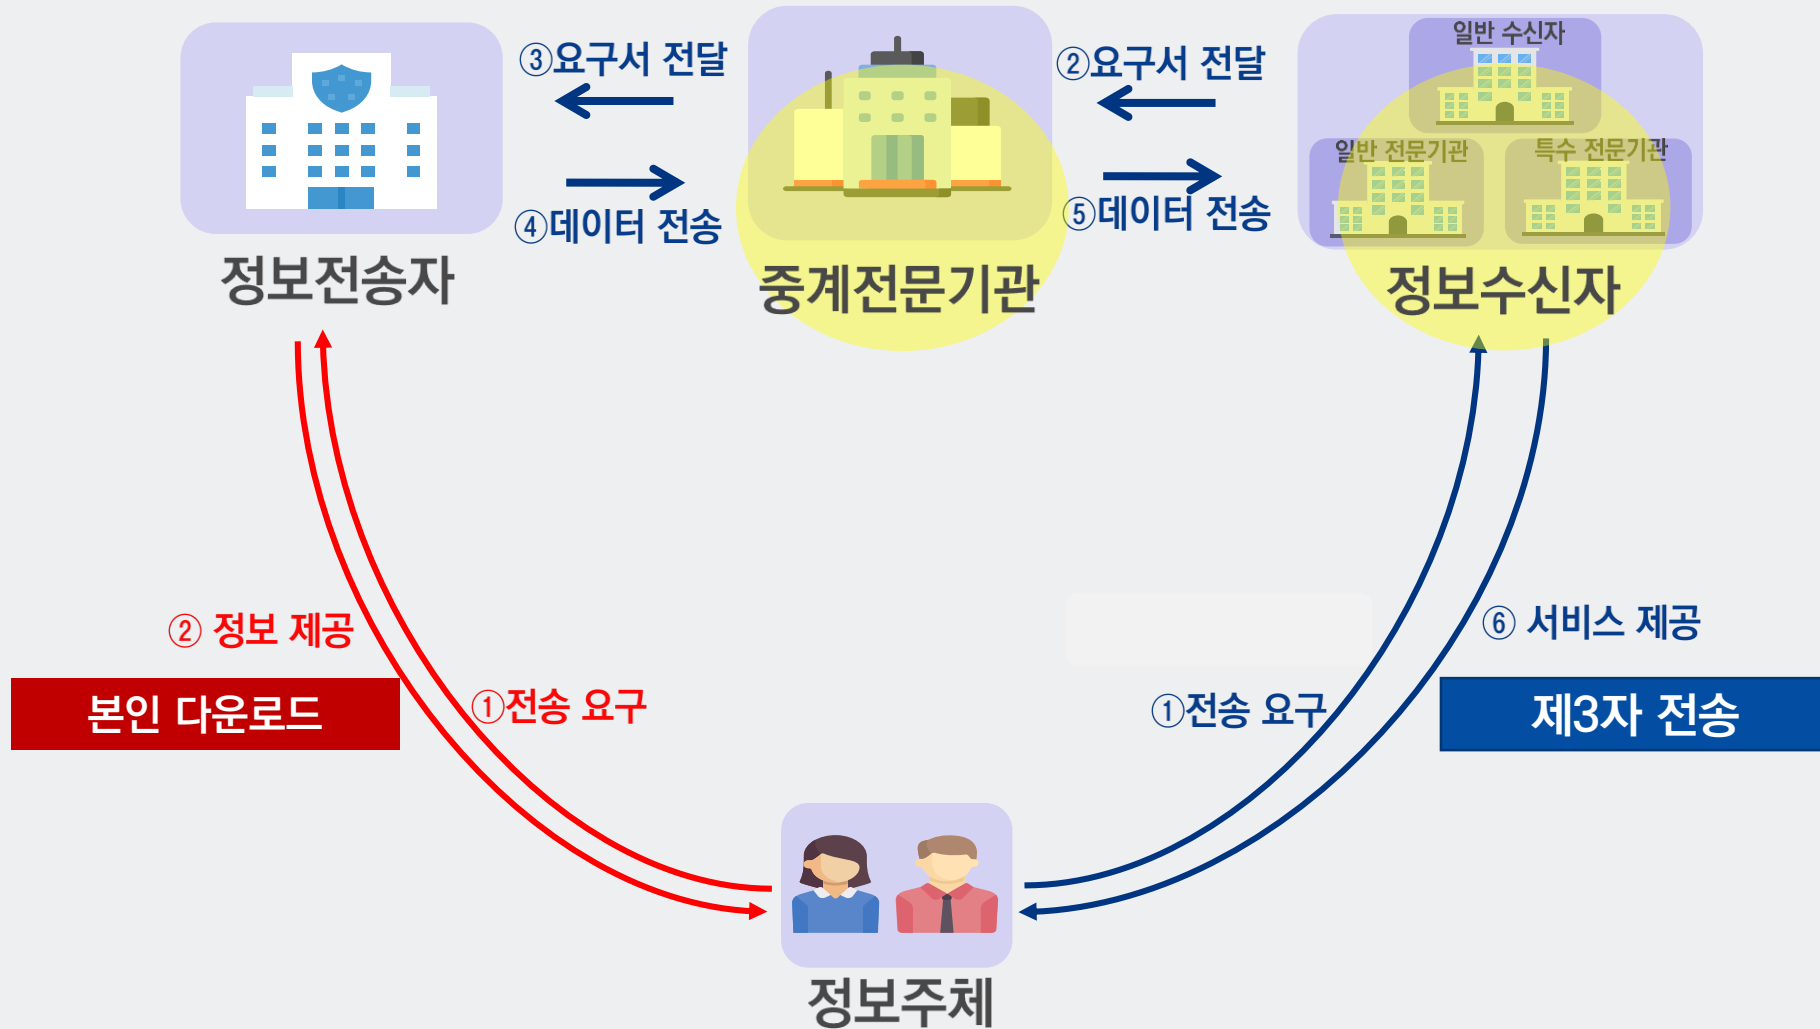 일반 수신자
③요구서 전달
②요구서 전달
일반 전문기관
특수 전문기관
④데이터 전송
⑤데이터 전송
정보전송자
중계전문기관
정보수신자
② 정보 제공
⑥ 서비스 제공
본인 다운로드
①전송 요구
①전송 요구
제3자 전송
정보주체